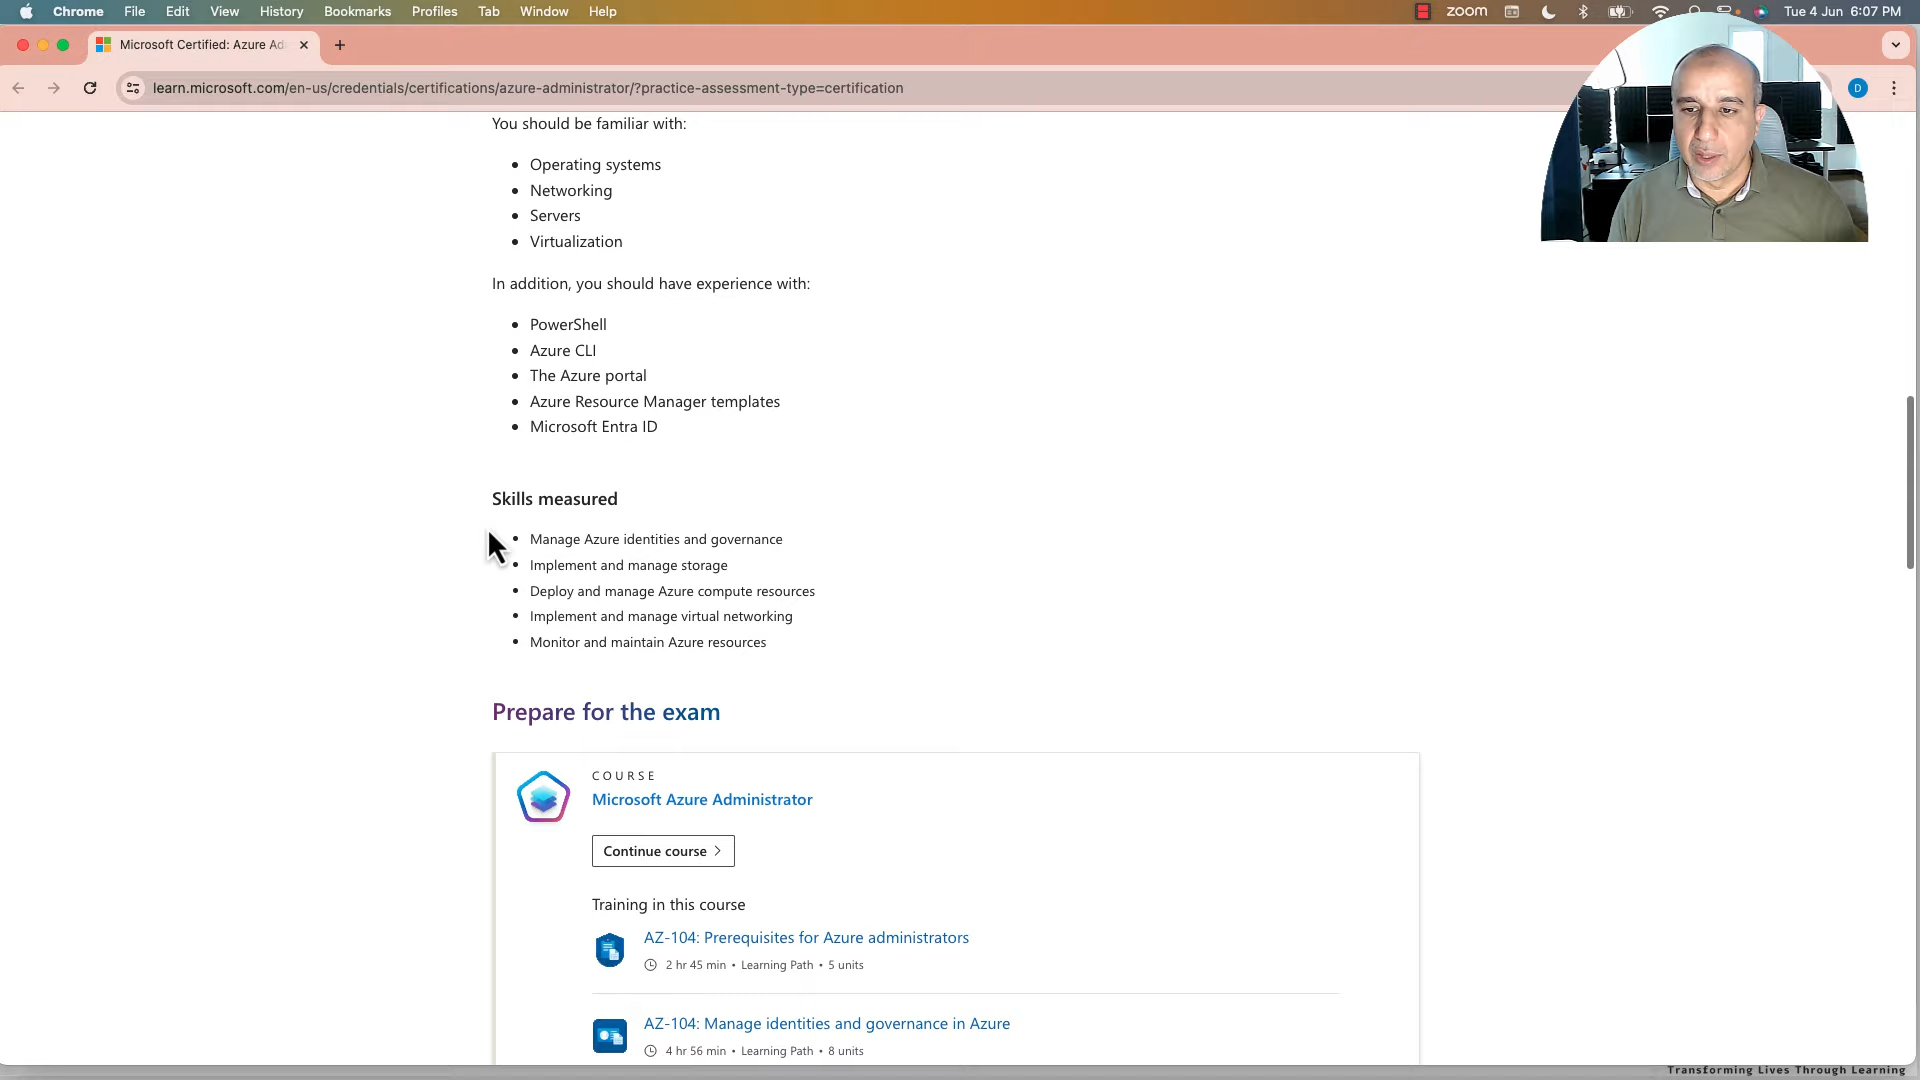 Chrome File Edit View History Bookmarks Profiles Tab Window Help zoom Tue 4 Jun 6:07 PM
Microsoft Certified: Azure Ad
learn.microsoft.com/en-us/credentials/certifications/azure-administrator/?practice-assessment-type=certification D
You should be familiar with:
Operating systems
Networking
Servers
Virtualization
In addition, you should have experience with:
PowerShell
Azure CLI
The Azure portal
Azure Resource Manager templates
Microsoft Entra ID
Skills measured
Manage Azure identities and governance
Implement and manage storage
Deploy and manage Azure compute resources
Implement and manage virtual networking
Monitor and maintain Azure resources
Prepare for the exam
COURSE
Microsoft Azure Administrator
Continue course
Training in this course
AZ-104: Prerequisites for Azure administrators
2 hr 45 min • Learning Path • 5 units
AZ-104: Manage identities and governance in Azure
4 hr 56 min • Learning Path • 8 units
Transforming Lives Through Learning